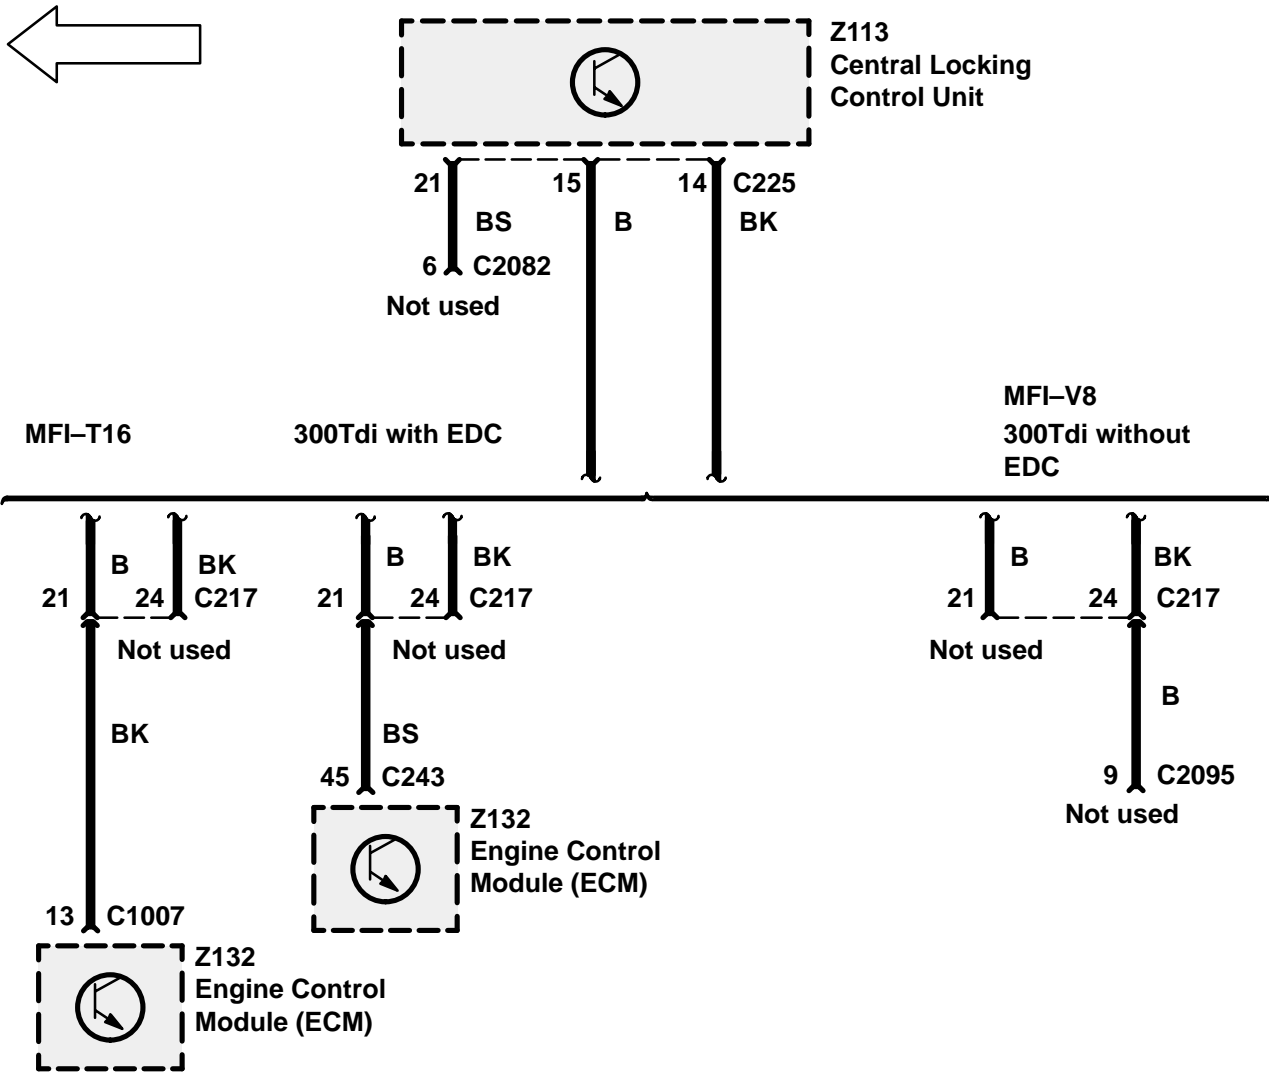 Z113
Central Locking
Control Unit
21 15 14 C225
BS B BK
6 C2082
Not used
MFI–V8
MFI–T16 300Tdi with EDC 300Tdi without
EDC
B BK B BK B BK
21 24 C217 21 24 C217 21 24 C217
Not used Not used Not used
B
BK BS
45 C243 9 C2095
Not used
Z132
Engine Control
Module (ECM)
13 C1007
Z132
Engine Control
Module (ECM)